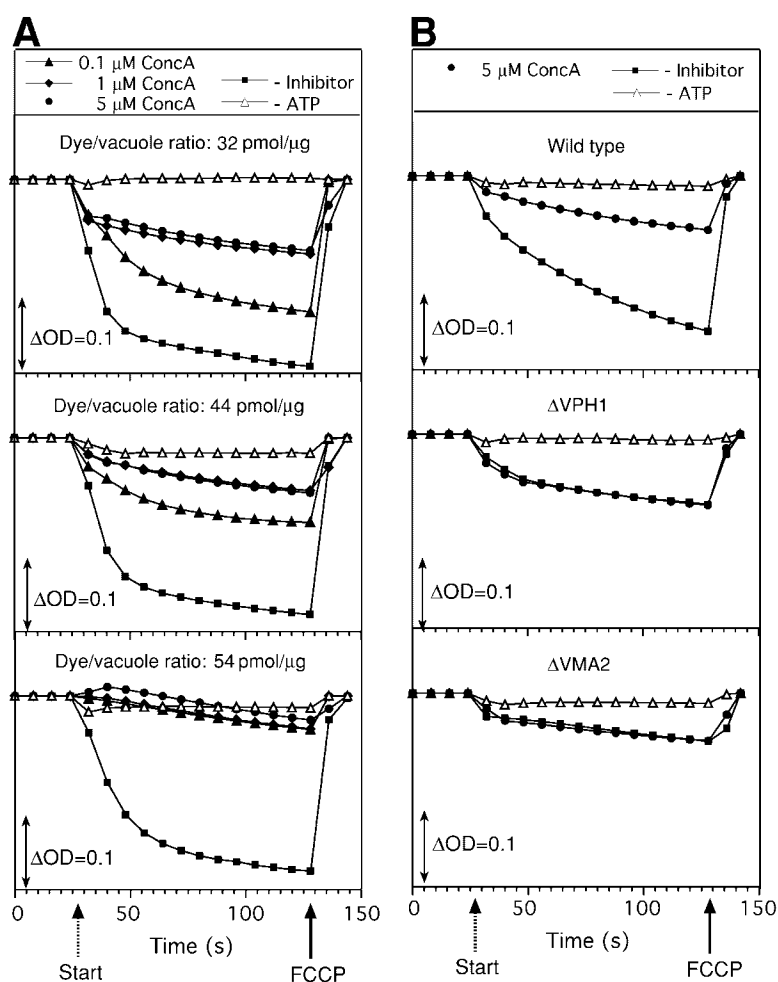 A
0.1 μM ConcA
1 μM ConcA
5 μM ConcA
- Inhibitor
- ATP
Dye/vacuole ratio: 32 pmol/μg
ΔOD=0.1
Dye/vacuole ratio: 44 pmol/μg
ΔOD=0.1
Dye/vacuole ratio: 54 pmol/μg
ΔOD=0.1
0 50 100 150
Time (s)
Start
FCCP
B
5 μM ConcA
- Inhibitor
- ATP
Wild type
ΔOD=0.1
ΔVPH1
ΔOD=0.1
ΔVMA2
ΔOD=0.1
0 50 100 150
Time (s)
Start
FCCP